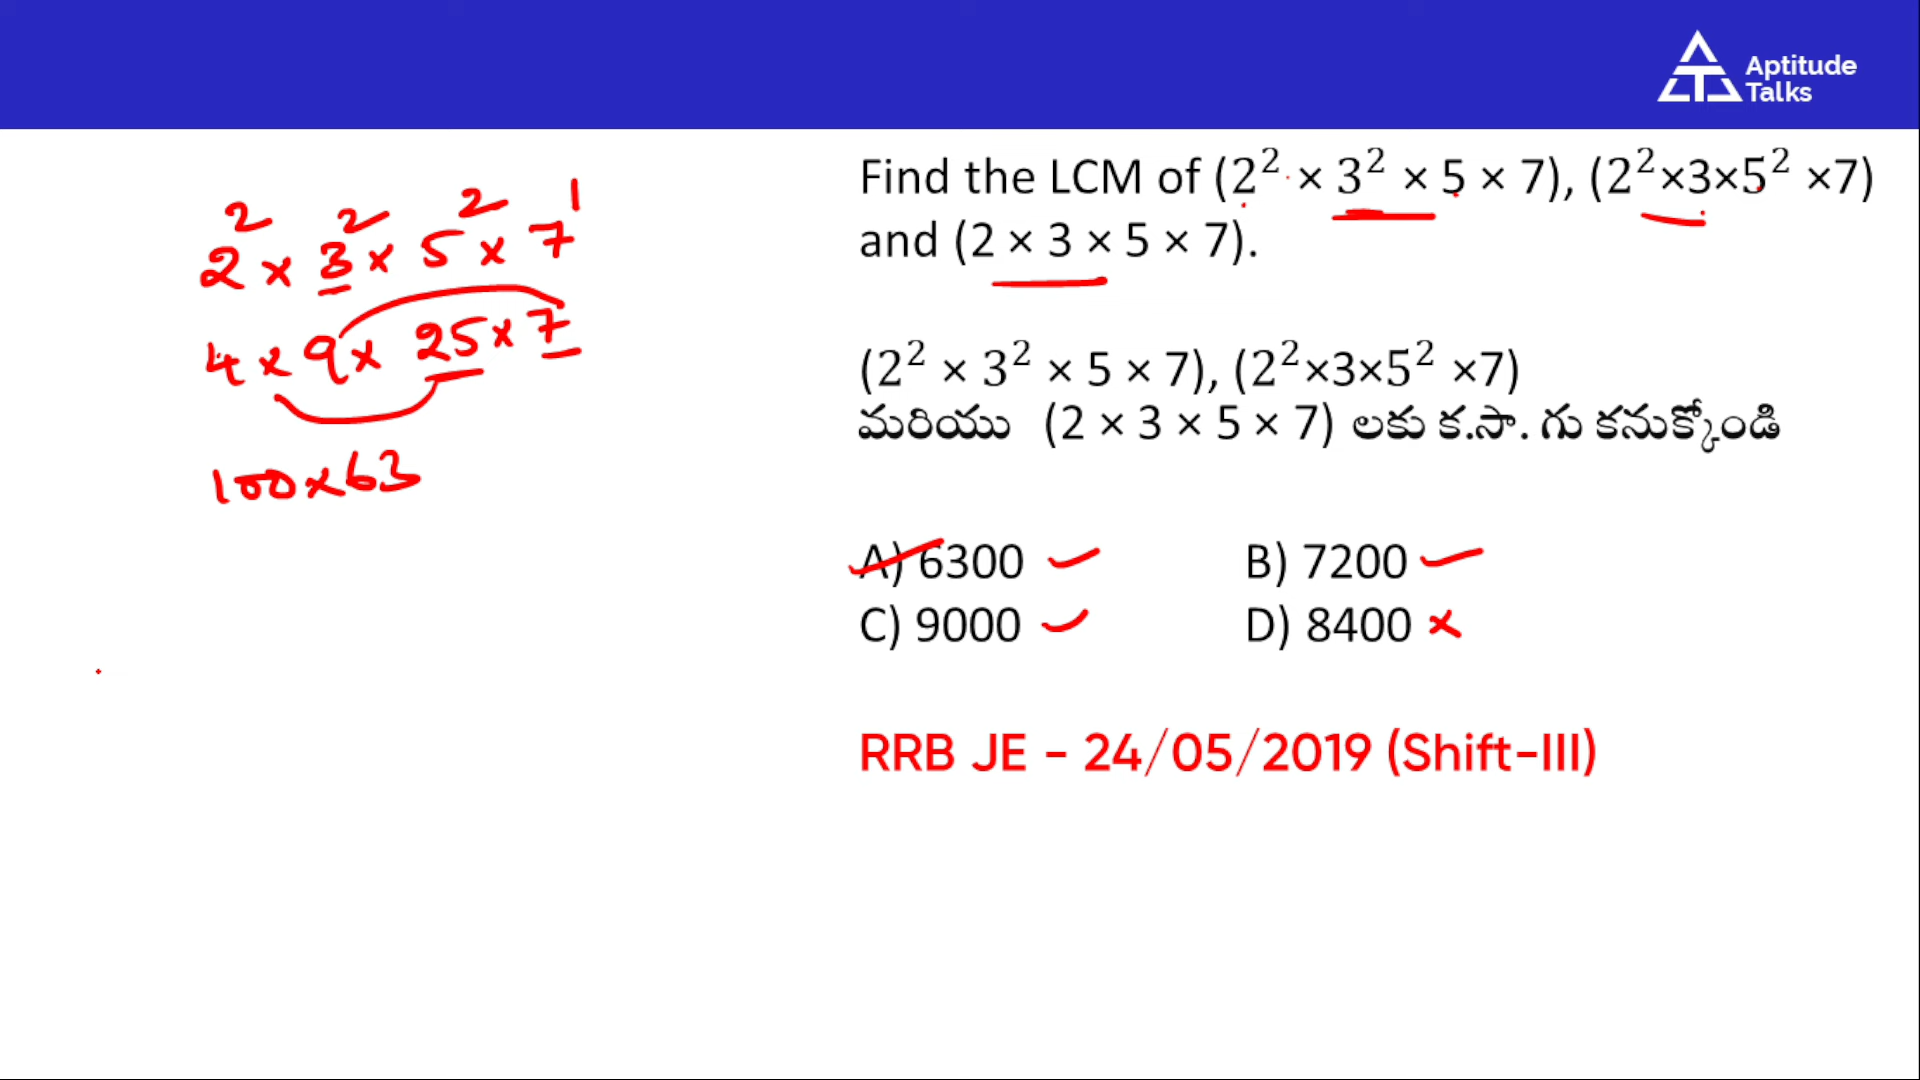 Aptitude
Talks
Find the LCM of (2² × 3² × 5 × 7), (2²×3×5² ×7)
and (2 × 3 × 5 × 7).
(2² × 3² × 5 × 7), (2²×3×5² ×7)
మరియు (2 × 3 × 5 × 7) లకు క.సా. గు కనుక్కోండి
A) 6300 ✓ B) 7200 ✓
C) 9000 ✓ D) 8400 ×
RRB JE - 24/05/2019 (Shift-III)
2² × 3² × 5² × 7¹
4 × 9 × 25 × 7
100 × 63